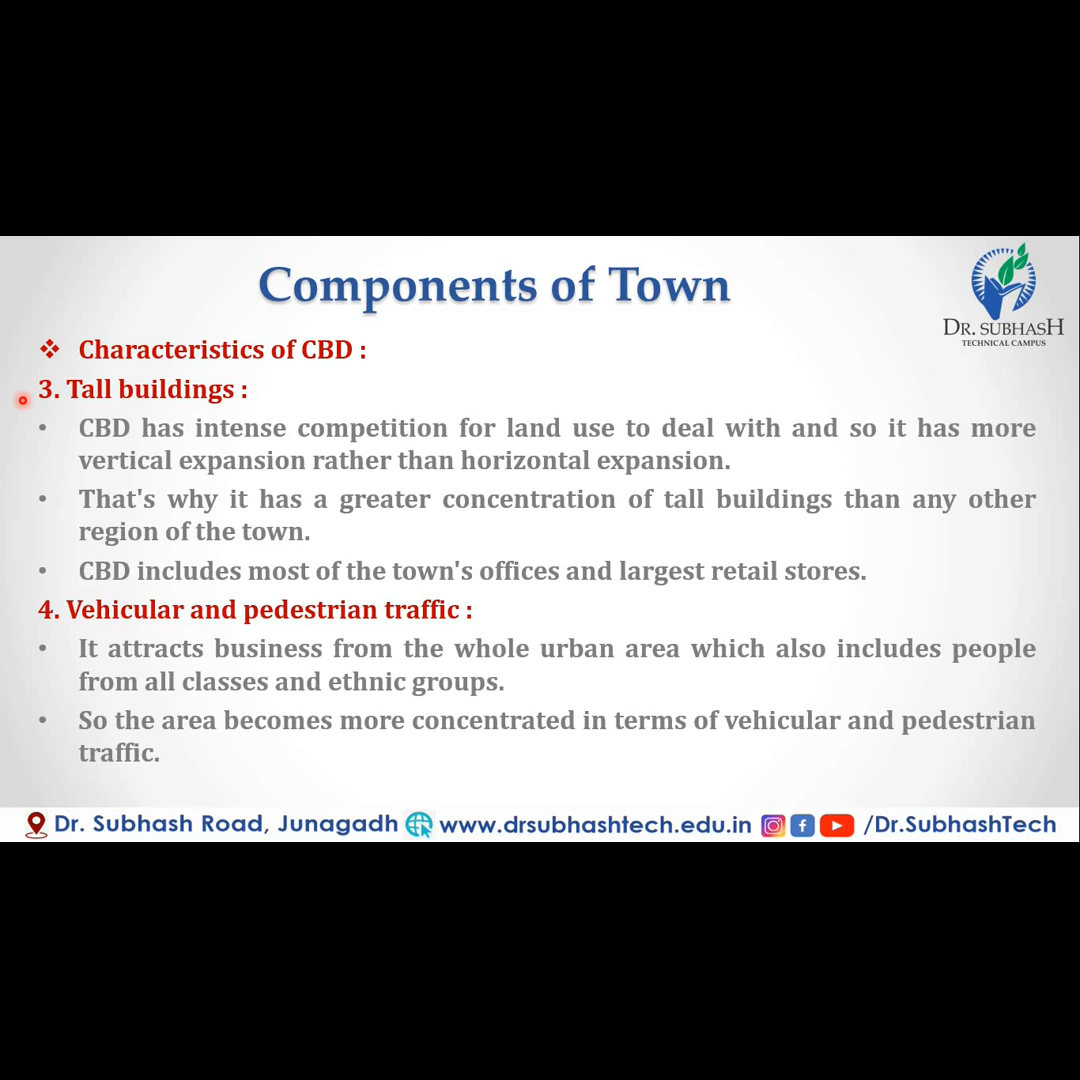 Components of Town
DR. SUBHASH
TECHNICAL CAMPUS
❖ Characteristics of CBD :
3. Tall buildings :
• CBD has intense competition for land use to deal with and so it has more
vertical expansion rather than horizontal expansion.
• That's why it has a greater concentration of tall buildings than any other
region of the town.
• CBD includes most of the town's offices and largest retail stores.
4. Vehicular and pedestrian traffic :
• It attracts business from the whole urban area which also includes people
from all classes and ethnic groups.
• So the area becomes more concentrated in terms of vehicular and pedestrian
traffic.
Dr. Subhash Road, Junagadh www.drsubhashtech.edu.in /Dr.SubhashTech